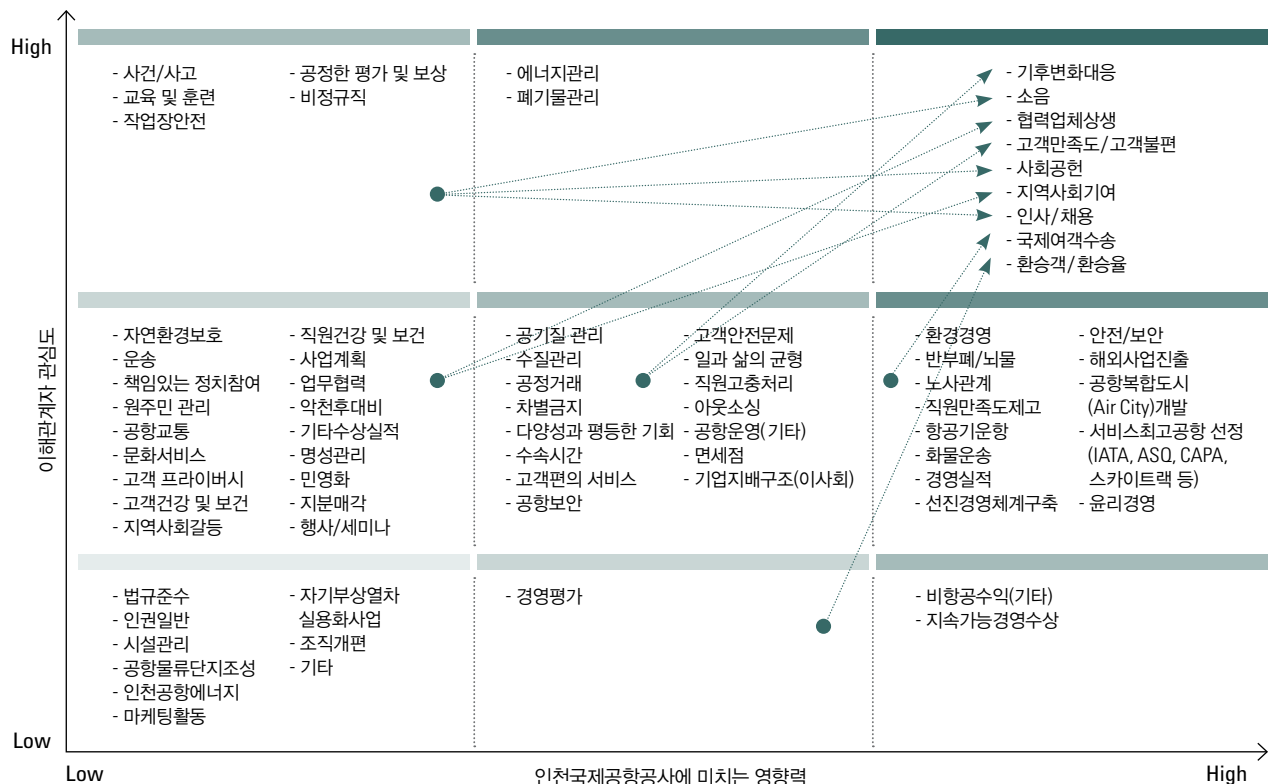 High
- 사건/사고
- 교육 및 훈련
- 작업장안전
- 공정한 평가 및 보상
- 비정규직
- 에너지관리
- 폐기물관리
- 기후변화대응
- 소음
- 협력업체상생
- 고객만족도/고객불편
- 사회공헌
- 지역사회기여
- 인사/채용
- 국제여객수송
- 환승객/환승율
이해관계자 관심도
- 자연환경보호
- 운송
- 책임있는 정치참여
- 원주민 관리
- 공항교통
- 문화서비스
- 고객 프라이버시
- 고객건강 및 보건
- 지역사회갈등
- 직원건강 및 보건
- 사업계획
- 업무협력
- 악천후대비
- 기타수상실적
- 명성관리
- 민영화
- 지분매각
- 행사/세미나
- 공기질 관리
- 수질관리
- 공정거래
- 차별금지
- 다양성과 평등한 기회
- 수속시간
- 고객편의 서비스
- 공항보안
- 고객안전문제
- 일과 삶의 균형
- 직원고충처리
- 아웃소싱
- 공항운영(기타)
- 면세점
- 기업지배구조(이사회)
- 환경경영
- 반부패/뇌물
- 노사관계
- 직원만족도제고
- 항공기운항
- 화물운송
- 경영실적
- 선진경영체계구축
- 안전/보안
- 해외사업진출
- 공항복합도시
(Air City)개발
- 서비스최고공항 선정
(IATA, ASQ, CAPA,
스카이트랙 등)
- 윤리경영
- 법규준수
- 인권일반
- 시설관리
- 공항물류단지조성
- 인천공항에너지
- 마케팅활동
- 자기부상열차
실용화사업
- 조직개편
- 기타
- 경영평가
- 비항공수익(기타)
- 지속가능경영수상
Low
Low
인천국제공항공사에 미치는 영향력
High